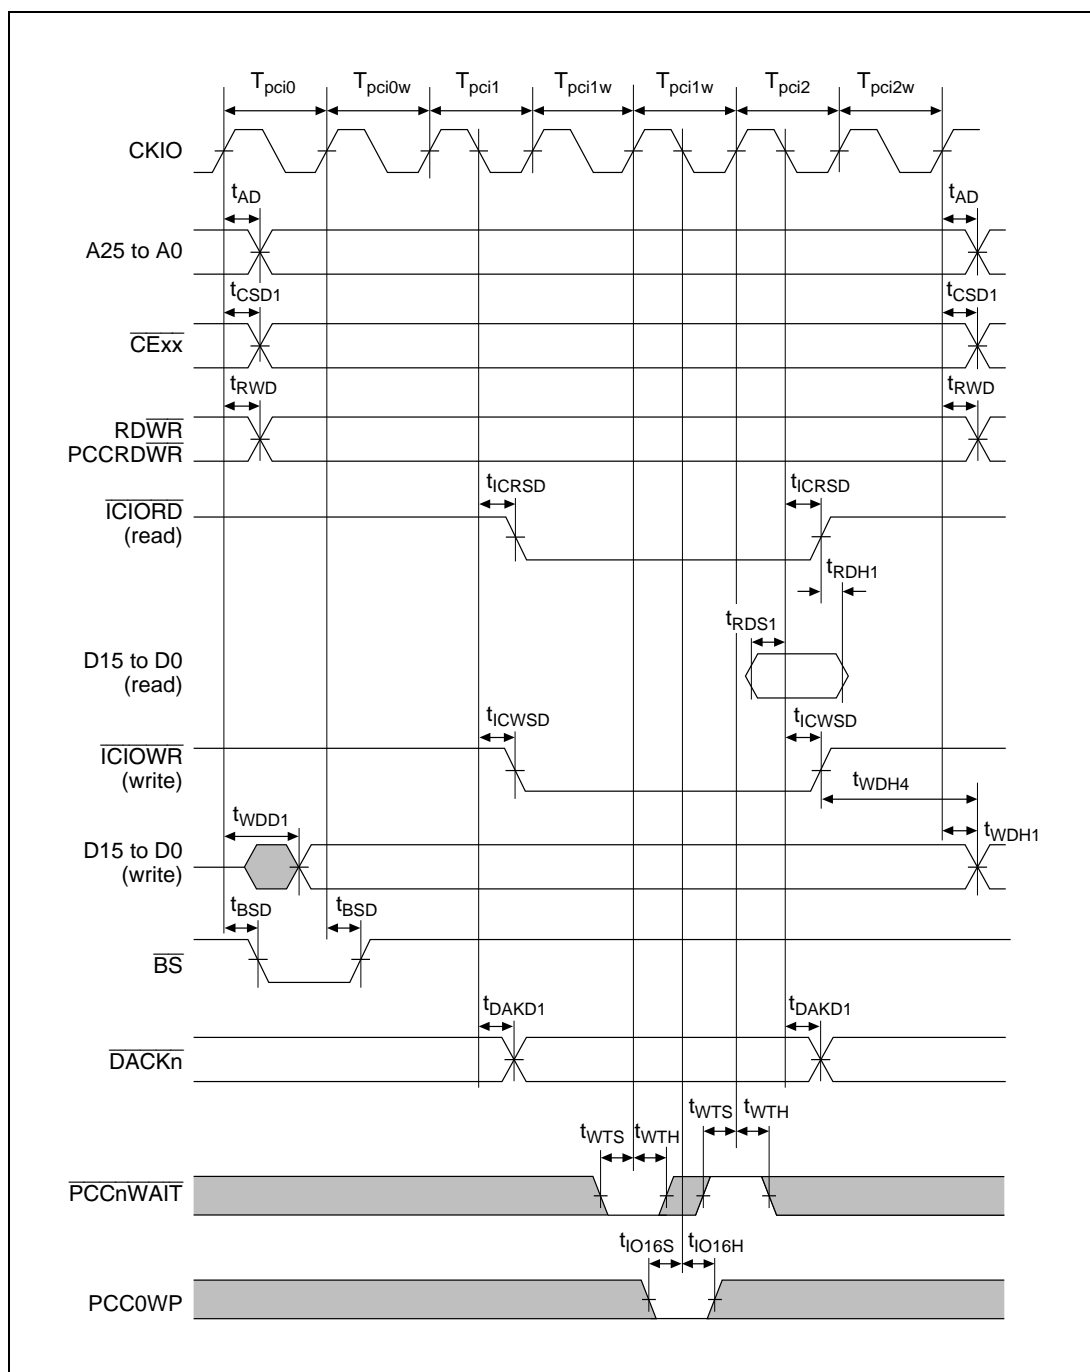 Tpci0 Tpci0w Tpci1 Tpci1w Tpci1w Tpci2 Tpci2w
CKIO
tAD tAD
A25 to A0
tCSD1 tCSD1
CExx
tRWD tRWD
RDWR
PCCRDWR
tICRSD tICRSD
ICIORD
(read)
tRDH1
tRDS1
D15 to D0
(read)
tICWSD tICWSD
ICIOWR
(write)
tWDH4
tWDD1
tWDH1
D15 to D0
(write)
tBSD tBSD
BS
tDAKD1 tDAKD1
DACKn
tWTS tWTH
tWTS tWTH
PCCnWAIT
tIO16S tIO16H
PCC0WP